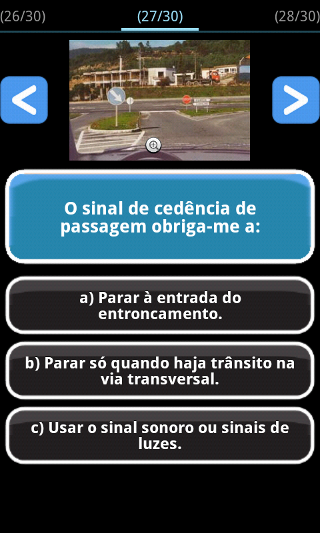 (26/30)
(27/30)
(28/30)
O sinal de cedência de
passagem obriga-me a:
a) Parar à entrada do
entroncamento.
b) Parar só quando haja trânsito na
via transversal.
c) Usar o sinal sonoro ou sinais de
luzes.